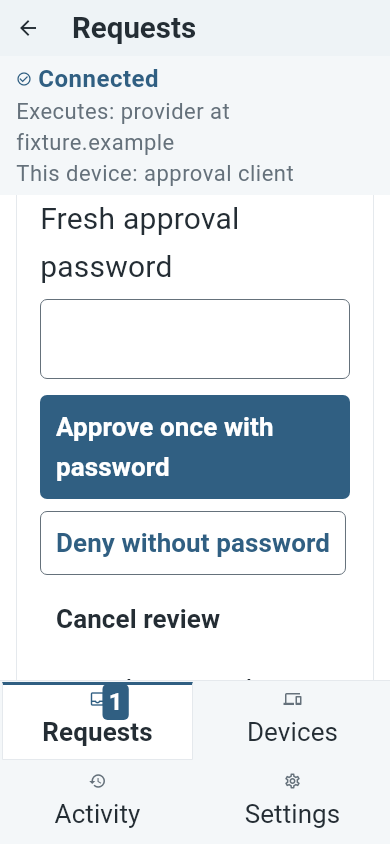 Requests
Connected
Executes: provider at
fixture.example
This device: approval client
Fresh approval
password
Approve once with
password
Deny without password
Cancel review
1
Requests
Devices
Activity
Settings